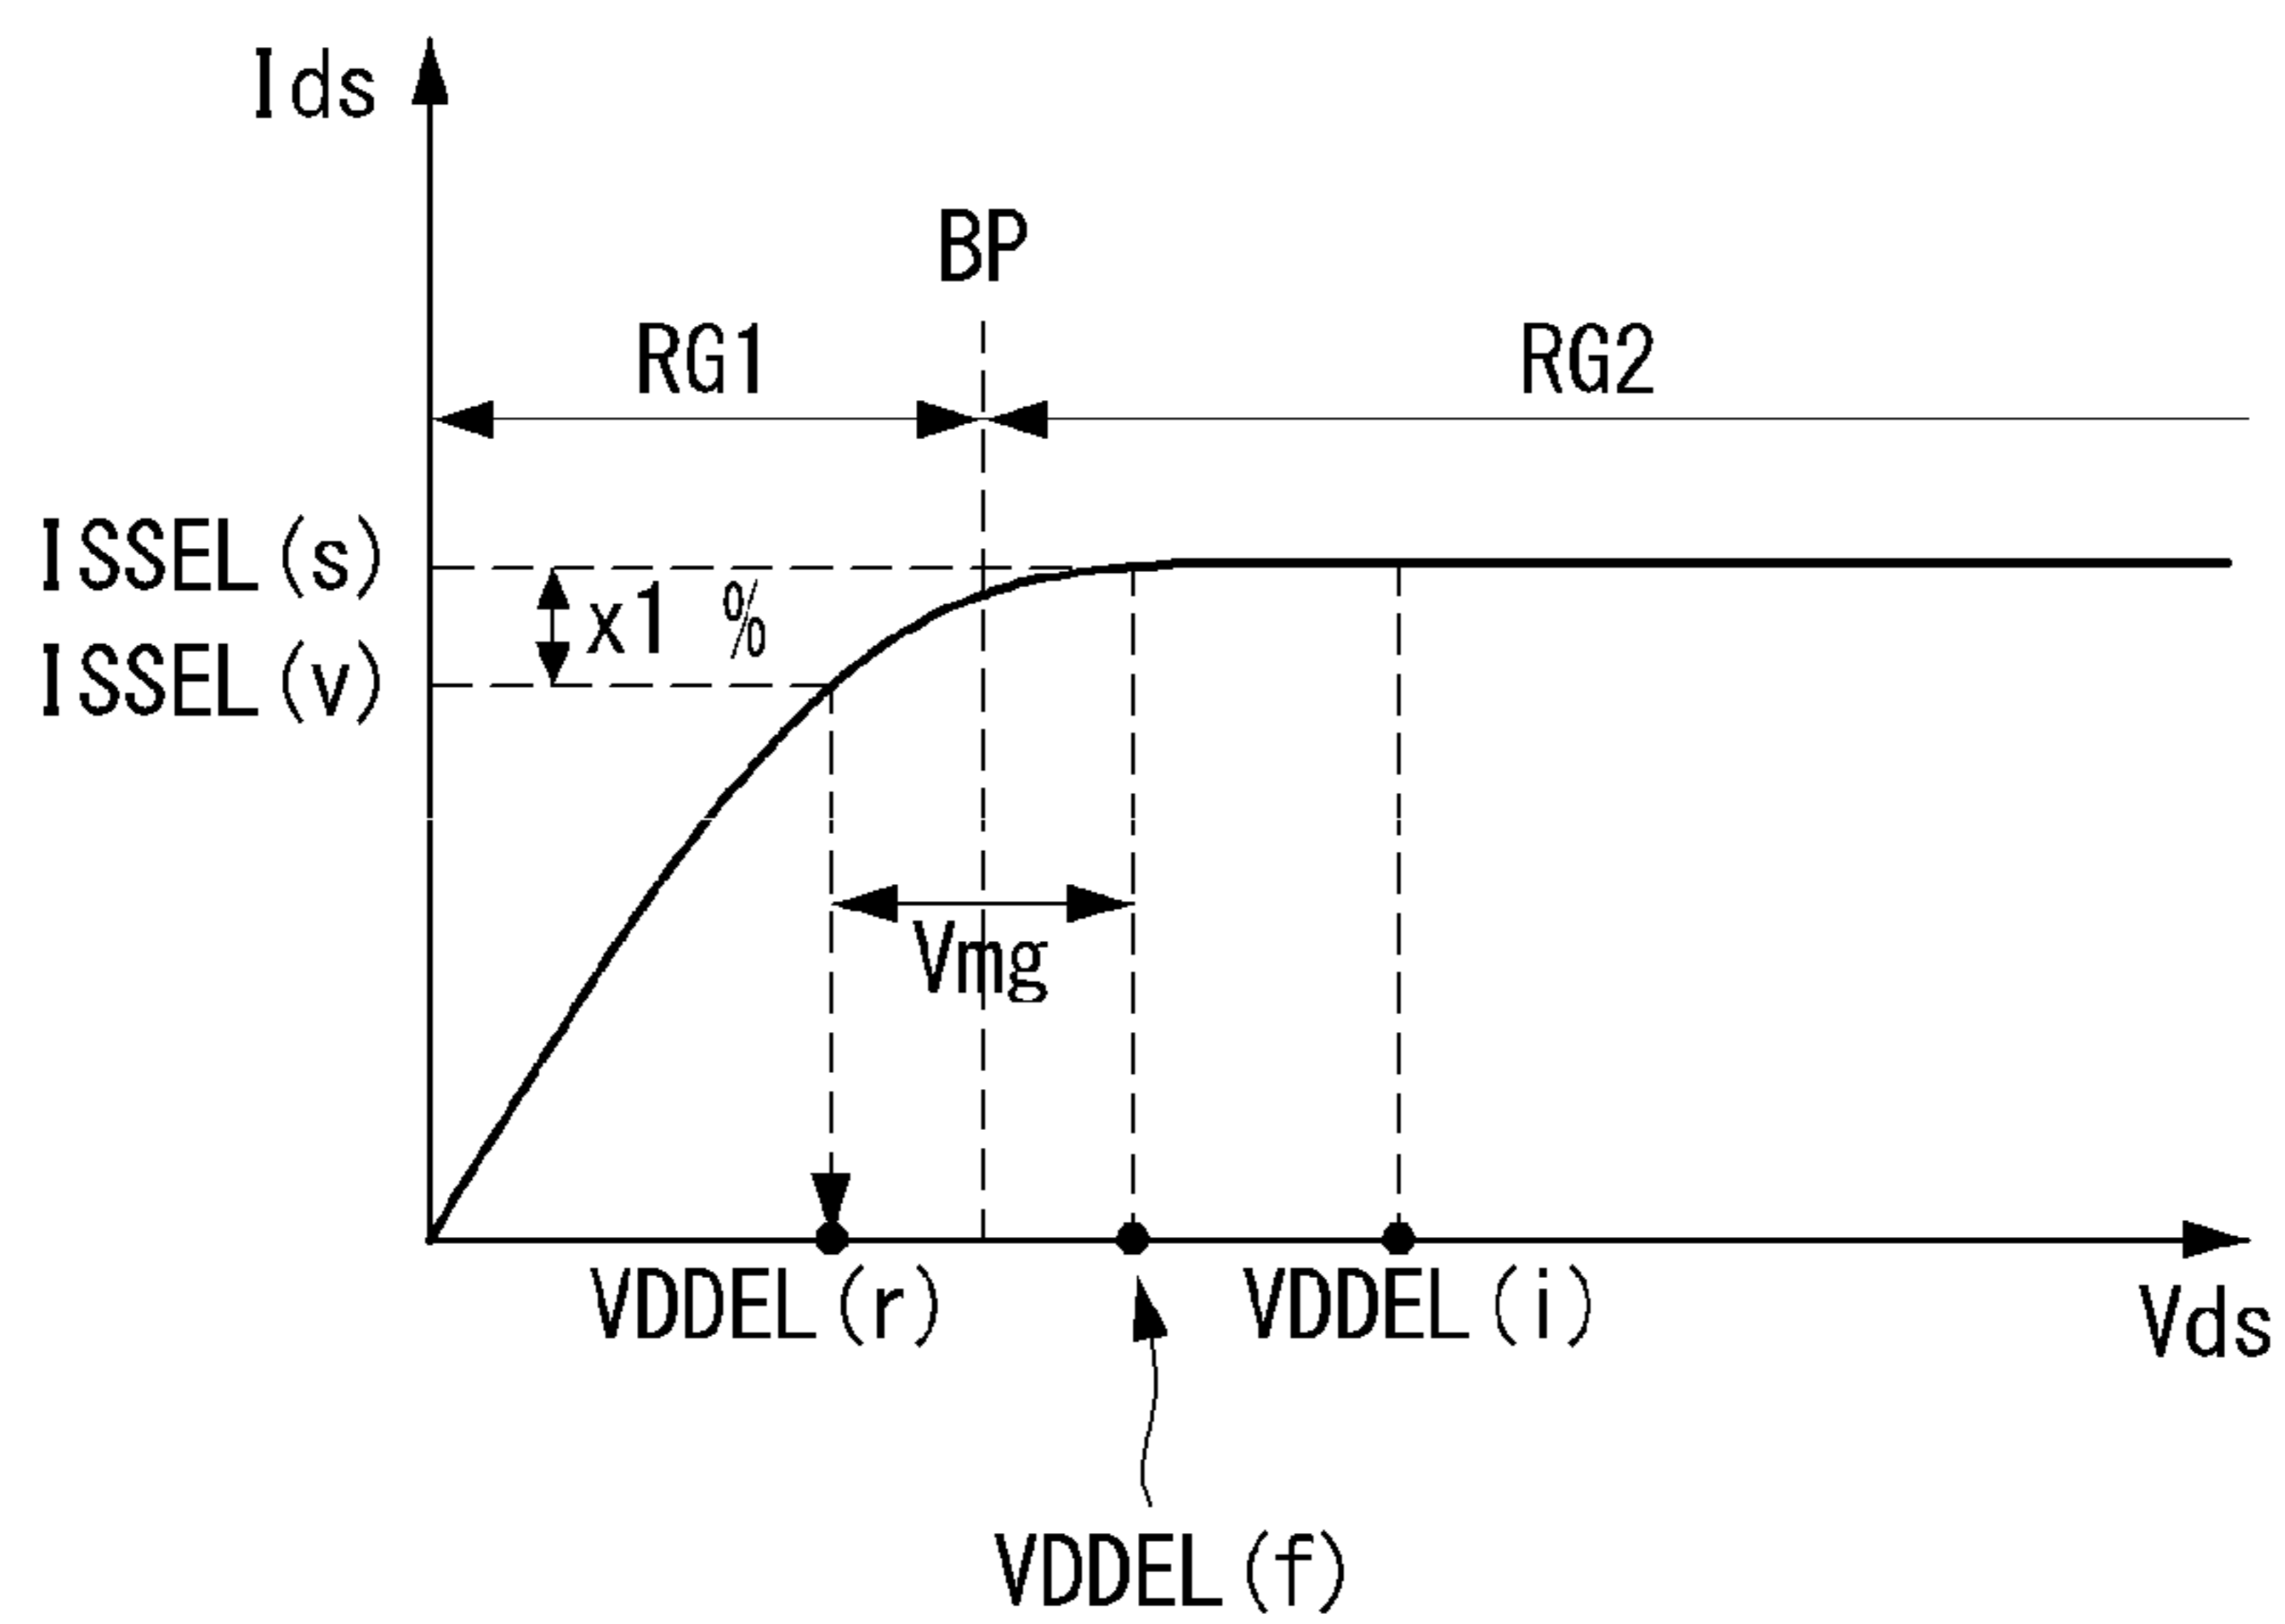 Ids
BP
RG1 RG2
ISSEL(s)
x1 %
ISSEL(v)
Vmg
VDDEL(r) VDDEL(i)
Vds
VDDEL(f)